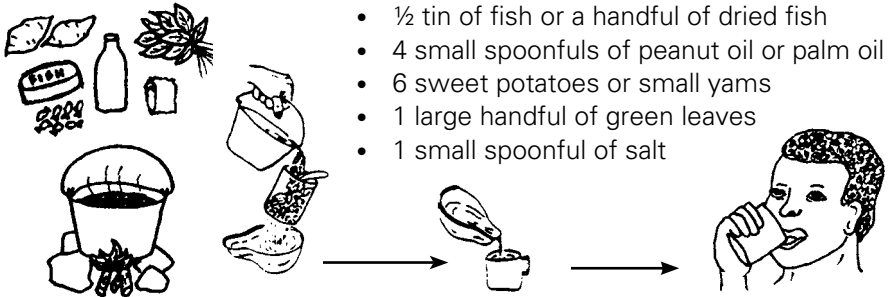 • ½ tin of fish or a handful of dried fish
• 4 small spoonfuls of peanut oil or palm oil
• 6 sweet potatoes or small yams
• 1 large handful of green leaves
• 1 small spoonful of salt
FISH